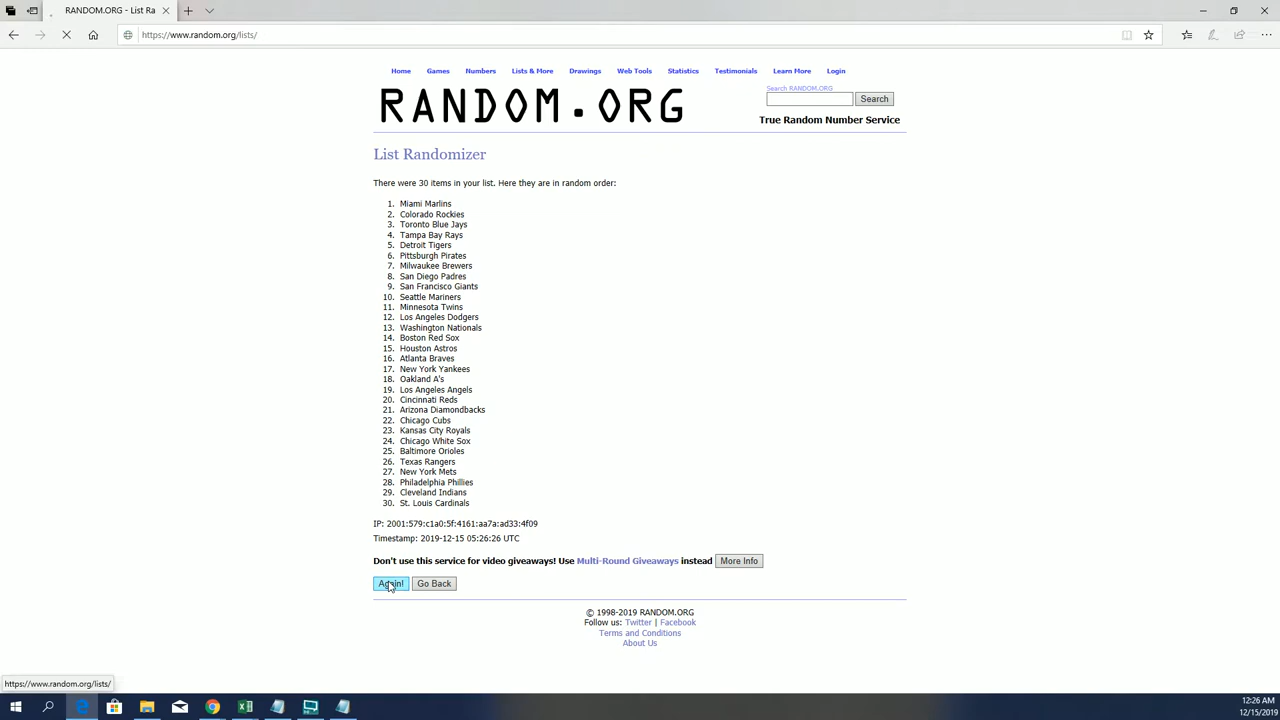 RANDOM.ORG - List Ra
https://www.random.org/lists/
Home Games Numbers Lists & More Drawings Web Tools Statistics Testimonials Learn More Login
RANDOM.ORG
Search RANDOM.ORG
Search
True Random Number Service
List Randomizer
There were 30 items in your list. Here they are in random order:
1. Miami Marlins
2. Colorado Rockies
3. Toronto Blue Jays
4. Tampa Bay Rays
5. Detroit Tigers
6. Pittsburgh Pirates
7. Milwaukee Brewers
8. San Diego Padres
9. San Francisco Giants
10. Seattle Mariners
11. Minnesota Twins
12. Los Angeles Dodgers
13. Washington Nationals
14. Boston Red Sox
15. Houston Astros
16. Atlanta Braves
17. New York Yankees
18. Oakland A's
19. Los Angeles Angels
20. Cincinnati Reds
21. Arizona Diamondbacks
22. Chicago Cubs
23. Kansas City Royals
24. Chicago White Sox
25. Baltimore Orioles
26. Texas Rangers
27. New York Mets
28. Philadelphia Phillies
29. Cleveland Indians
30. St. Louis Cardinals
IP: 2001:579:c1a0:5f:4161:aa7a:ad33:4f09
Timestamp: 2019-12-15 05:26:26 UTC
Don't use this service for video giveaways! Use Multi-Round Giveaways instead More Info
Again! Go Back
© 1998-2019 RANDOM.ORG
Follow us: Twitter | Facebook
Terms and Conditions
About Us
https://www.random.org/lists/
12:26 AM
12/15/2019